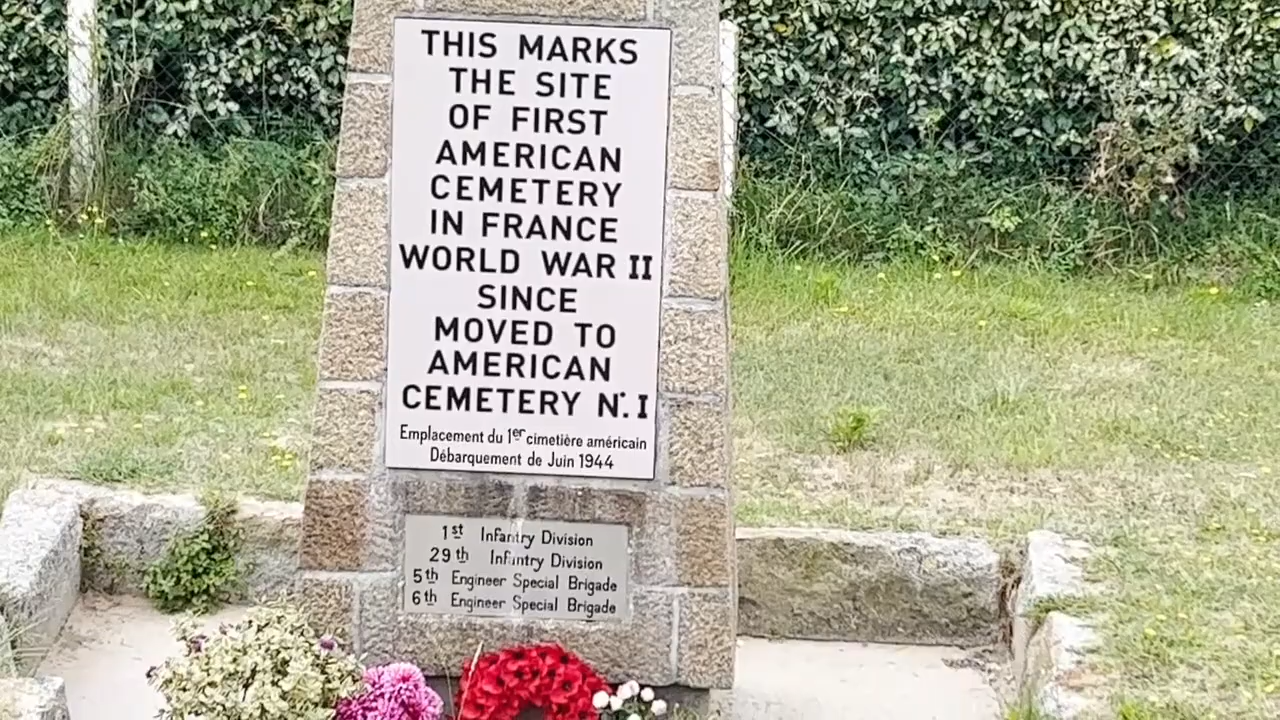 THIS MARKS
THE SITE
OF FIRST
AMERICAN
CEMETERY
IN FRANCE
WORLD WAR II
SINCE
MOVED TO
AMERICAN
CEMETERY N.º I
Emplacement du 1er cimetière américain
Débarquement de Juin 1944
1st Infantry Division
29th Infantry Division
5th Engineer Special Brigade
6th Engineer Special Brigade